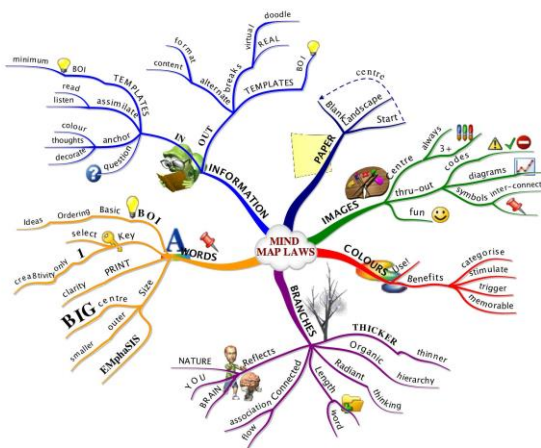 MIND
MAP LAWS
PAPER
Blank
Landscape
Start
centre
IMAGES
Centre
always
3+
thru-out
codes
diagrams
symbols
inter-connect
fun
COLOURS
Use!
Benefits
categorise
stimulate
trigger
memorable
BRANCHES
THICKER
thinner
Organic
hierarchy
Radiant
thinking
Length
word
Connected
association
flow
Reflects
NATURE
YOU
BRAIN
WORDS
BOI
Basic
Ordering
Ideas
Key
select
1
only
crea8tivity
PRINT
clarity
Size
centre
BIG
outer
smaller
EMphaSIS
INFORMATION
IN
TEMPLATES
BOI
minimum
assimilate
read
listen
anchor
colour
thoughts
decorate
question
OUT
alternate
format
content
breaks
virtual
doodle
REAL
TEMPLATES
BOI